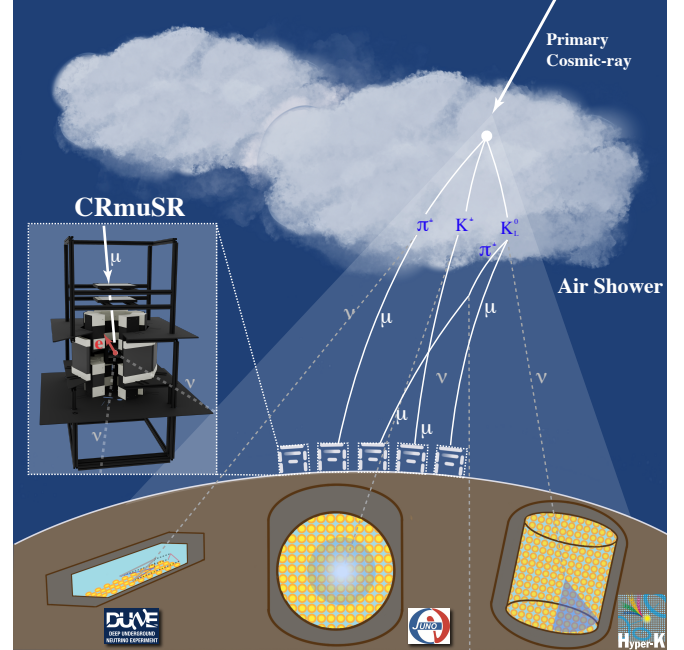 Primary
Cosmic-ray
CRmuSR
μ
e
ν
ν
π⁺
K⁺
K⁰L
π⁺
Air Shower
ν
μ
μ
ν
ν
μ
μ
DUNE
DEEP UNDERGROUND
NEUTRINO EXPERIMENT
JUNO
Hyper-K